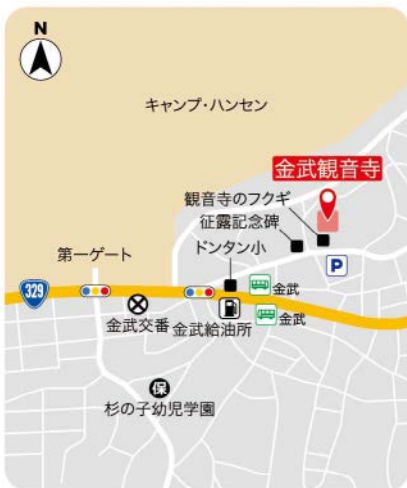 N
キャンプ・ハンセン
金武観音寺
観音寺のフクギ
征露記念碑
ドンタン小
第一ゲート
P
329
金武
金武
金武交番
金武給油所
保
杉の子幼児学園